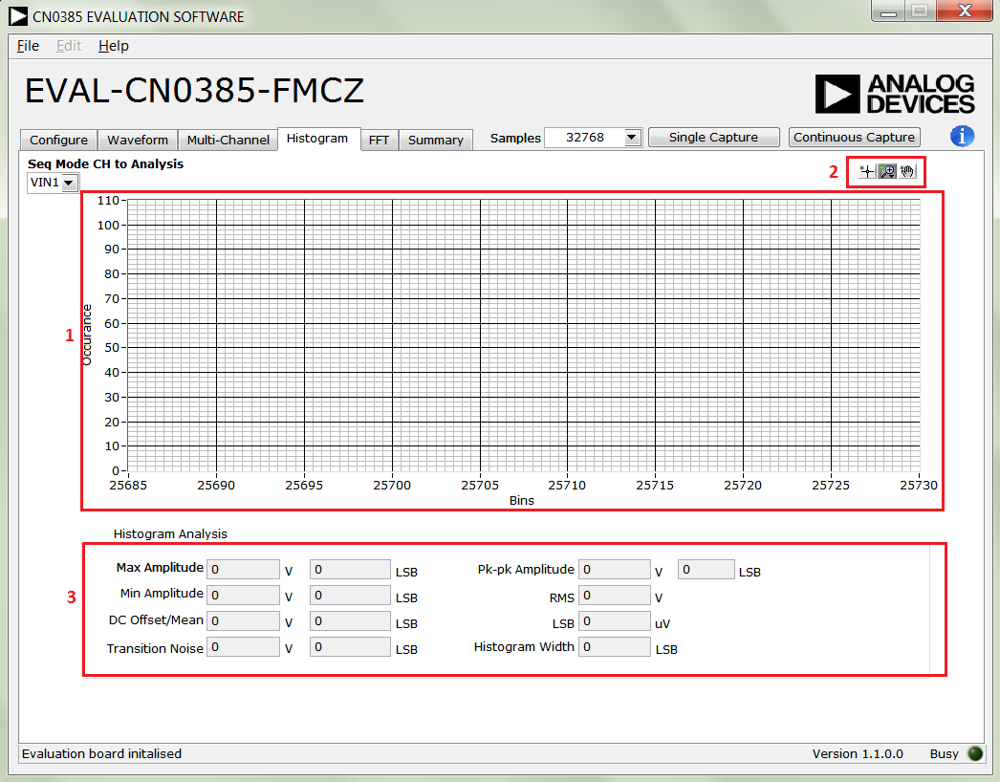 CN0385 EVALUATION SOFTWARE
File Edit Help
EVAL-CN0385-FMCZ
ANALOG
DEVICES
Configure Waveform Multi-Channel Histogram FFT Summary Samples 32768 Single Capture Continuous Capture i
Seq Mode CH to Analysis
2
VIN1
110
100
90
80
70
60
50
40
30
20
10
0
Occurance
1
25685 25690 25695 25700 25705 25710 25715 25720 25725 25730
Bins
Histogram Analysis
3
Max Amplitude 0 V 0 LSB Pk-pk Amplitude 0 V 0 LSB
Min Amplitude 0 V 0 LSB RMS 0 V
DC Offset/Mean 0 V 0 LSB LSB 0 uV
Transition Noise 0 V 0 LSB Histogram Width 0 LSB
Evaluation board initalised Version 1.1.0.0 Busy